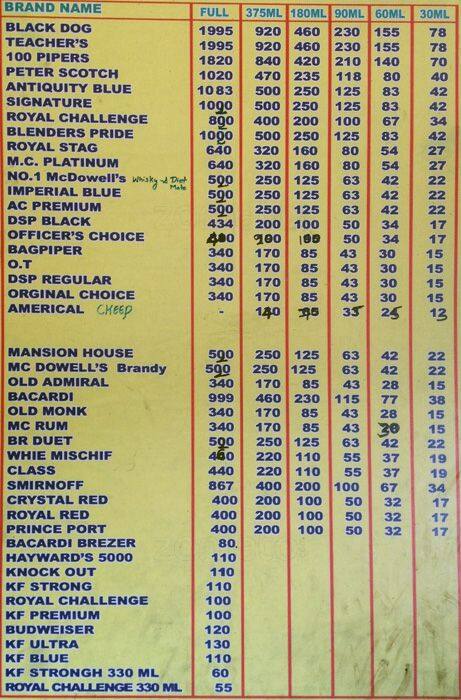 BRAND NAME FULL 375ML 180ML 90ML 60ML 30ML
BLACK DOG 1995 920 460 230 155 78
TEACHER'S 1995 920 460 230 155 78
100 PIPERS 1820 840 420 210 140 70
PETER SCOTCH 1020 470 235 118 80 40
ANTIQUITY BLUE 1083 500 250 125 83 42
SIGNATURE 1000 500 250 125 83 42
ROYAL CHALLENGE 800 400 200 100 67 34
BLENDERS PRIDE 1000 500 250 125 83 42
ROYAL STAG 640 320 160 80 54 27
M.C. PLATINUM 640 320 160 80 54 27
NO.1 McDowell's Whisky & Diet Mate 500 250 125 63 42 22
IMPERIAL BLUE 500 250 125 63 42 22
AC PREMIUM 500 250 125 63 42 22
DSP BLACK 434 200 100 50 34 17
OFFICER'S CHOICE 50 34 17
BAGPIPER 340 170 85 43 30 15
O.T 340 170 85 43 30 15
DSP REGULAR 340 170 85 43 30 15
ORGINAL CHOICE 340 170 85 43 30 15
AMERICAL CHEEP -
MANSION HOUSE 500 250 125 63 42 22
MC DOWELL'S Brandy 500 250 125 63 42 22
OLD ADMIRAL 340 170 85 43 28 15
BACARDI 999 460 230 115 77 38
OLD MONK 340 170 85 43 28 15
MC RUM 340 170 85 43 30 15
BR DUET 500 250 125 63 42 22
WHIE MISCHIF 220 110 55 37 19
CLASS 440 220 110 55 37 19
SMIRNOFF 867 400 200 100 67 34
CRYSTAL RED 400 200 100 50 32 17
ROYAL RED 400 200 100 50 32 17
PRINCE PORT 400 200 100 50 32 17
BACARDI BREZER 80
HAYWARD'S 5000 110
KNOCK OUT 110
KF STRONG 110
ROYAL CHALLENGE 100
KF PREMIUM 100
BUDWEISER 120
KF ULTRA 130
KF BLUE 110
KF STRONGH 330 ML 60
ROYAL CHALLENGE 330 ML 55